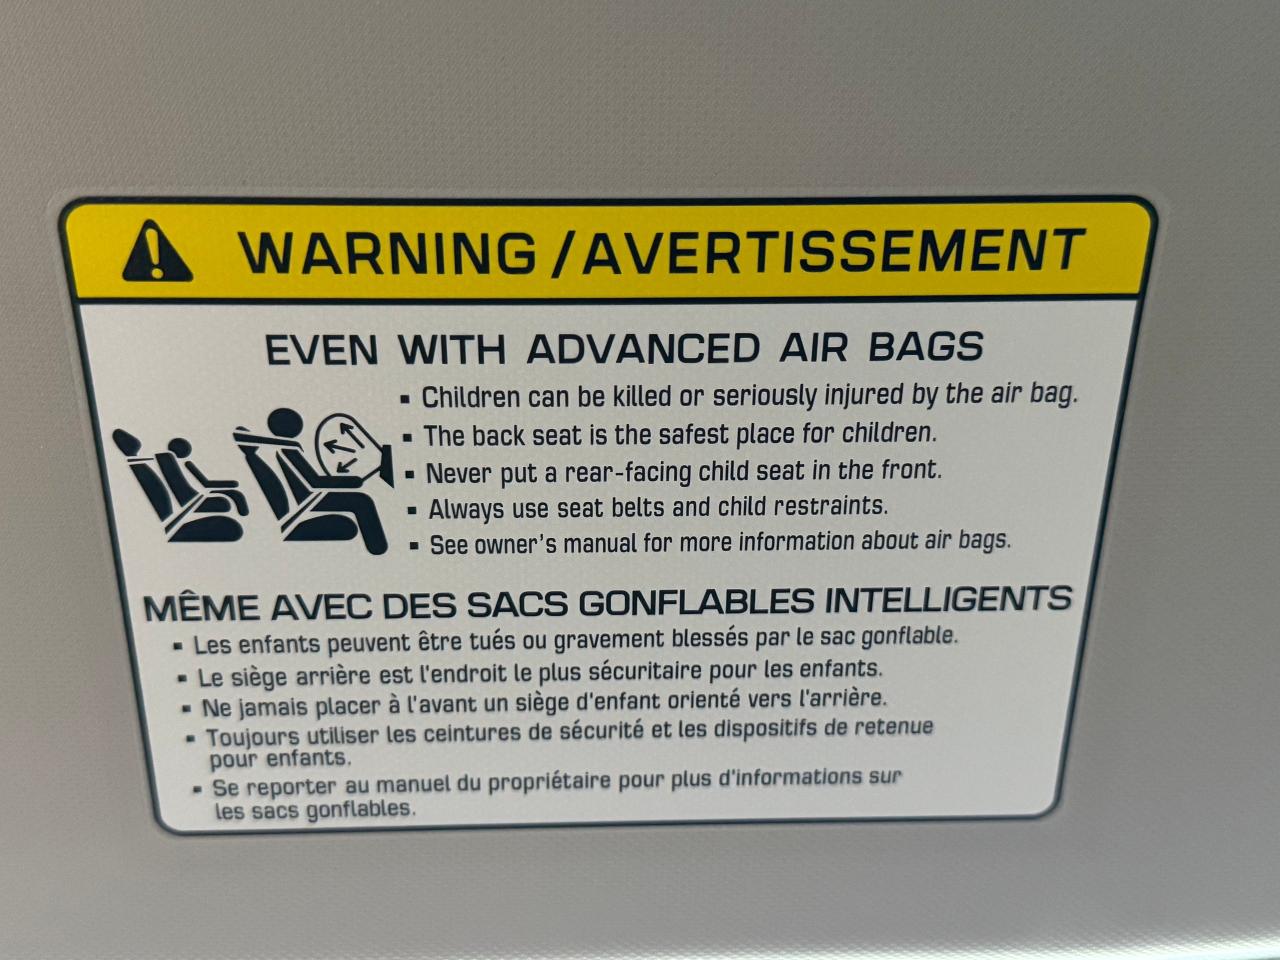 WARNING/AVERTISSEMENT
EVEN WITH ADVANCED AIR BAGS
▪ Children can be killed or seriously injured by the air bag.
▪ The back seat is the safest place for children.
▪ Never put a rear-facing child seat in the front.
▪ Always use seat belts and child restraints.
▪ See owner's manual for more information about air bags.
MÊME AVEC DES SACS GONFLABLES INTELLIGENTS
▪ Les enfants peuvent être tués ou gravement blessés par le sac gonflable.
▪ Le siège arrière est l'endroit le plus sécuritaire pour les enfants.
▪ Ne jamais placer à l'avant un siège d'enfant orienté vers l'arrière.
▪ Toujours utiliser les ceintures de sécurité et les dispositifs de retenue
pour enfants.
▪ Se reporter au manuel du propriétaire pour plus d'informations sur
les sacs gonflables.